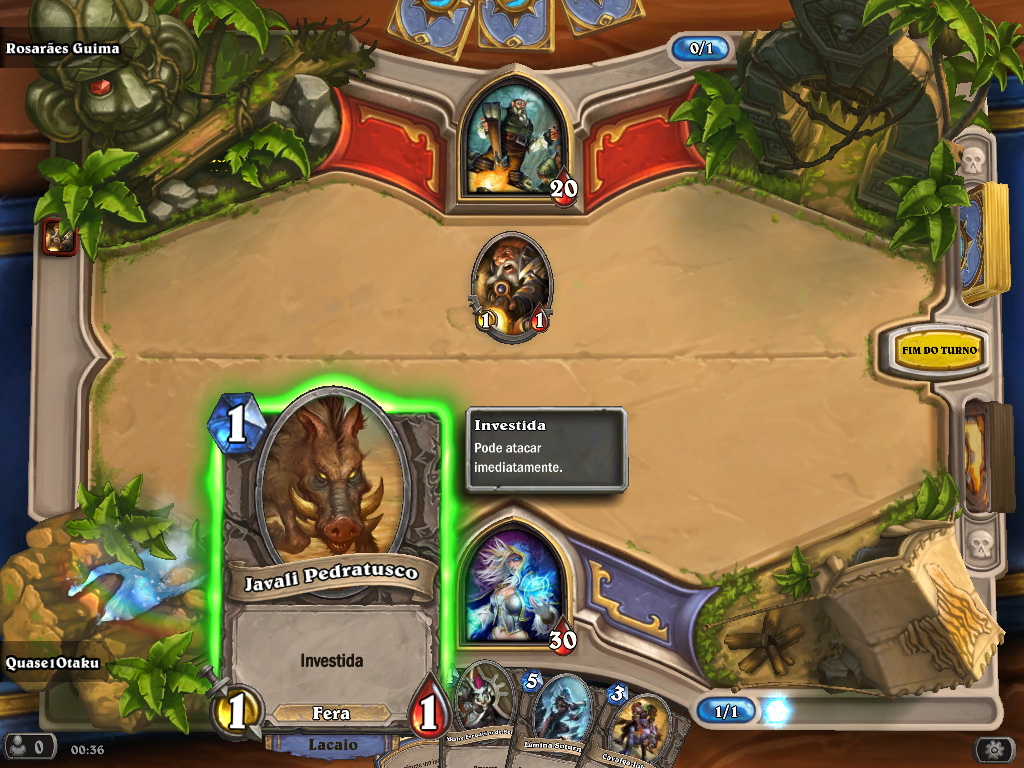 Rosarães Guima
0/1
20
1 1
FIM DO TURNO
1
Investida
Pode atacar
imediatamente.
Javali Pedratusco
Investida
30
Quase1Otaku
1
Fera
1
Lacaio
5
3
1/1
0
00:36